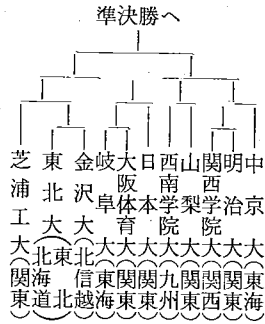 準決勝へ
中京大（東海）
明治大（関東）
関西学院大（関西）
山梨大（関東）
西南学院大（九州）
日本大（関東）
大阪体育大（関東）
岐阜大（東海）
金沢大（北信越）
東北大（東北北海道）
芝浦工大（関東）